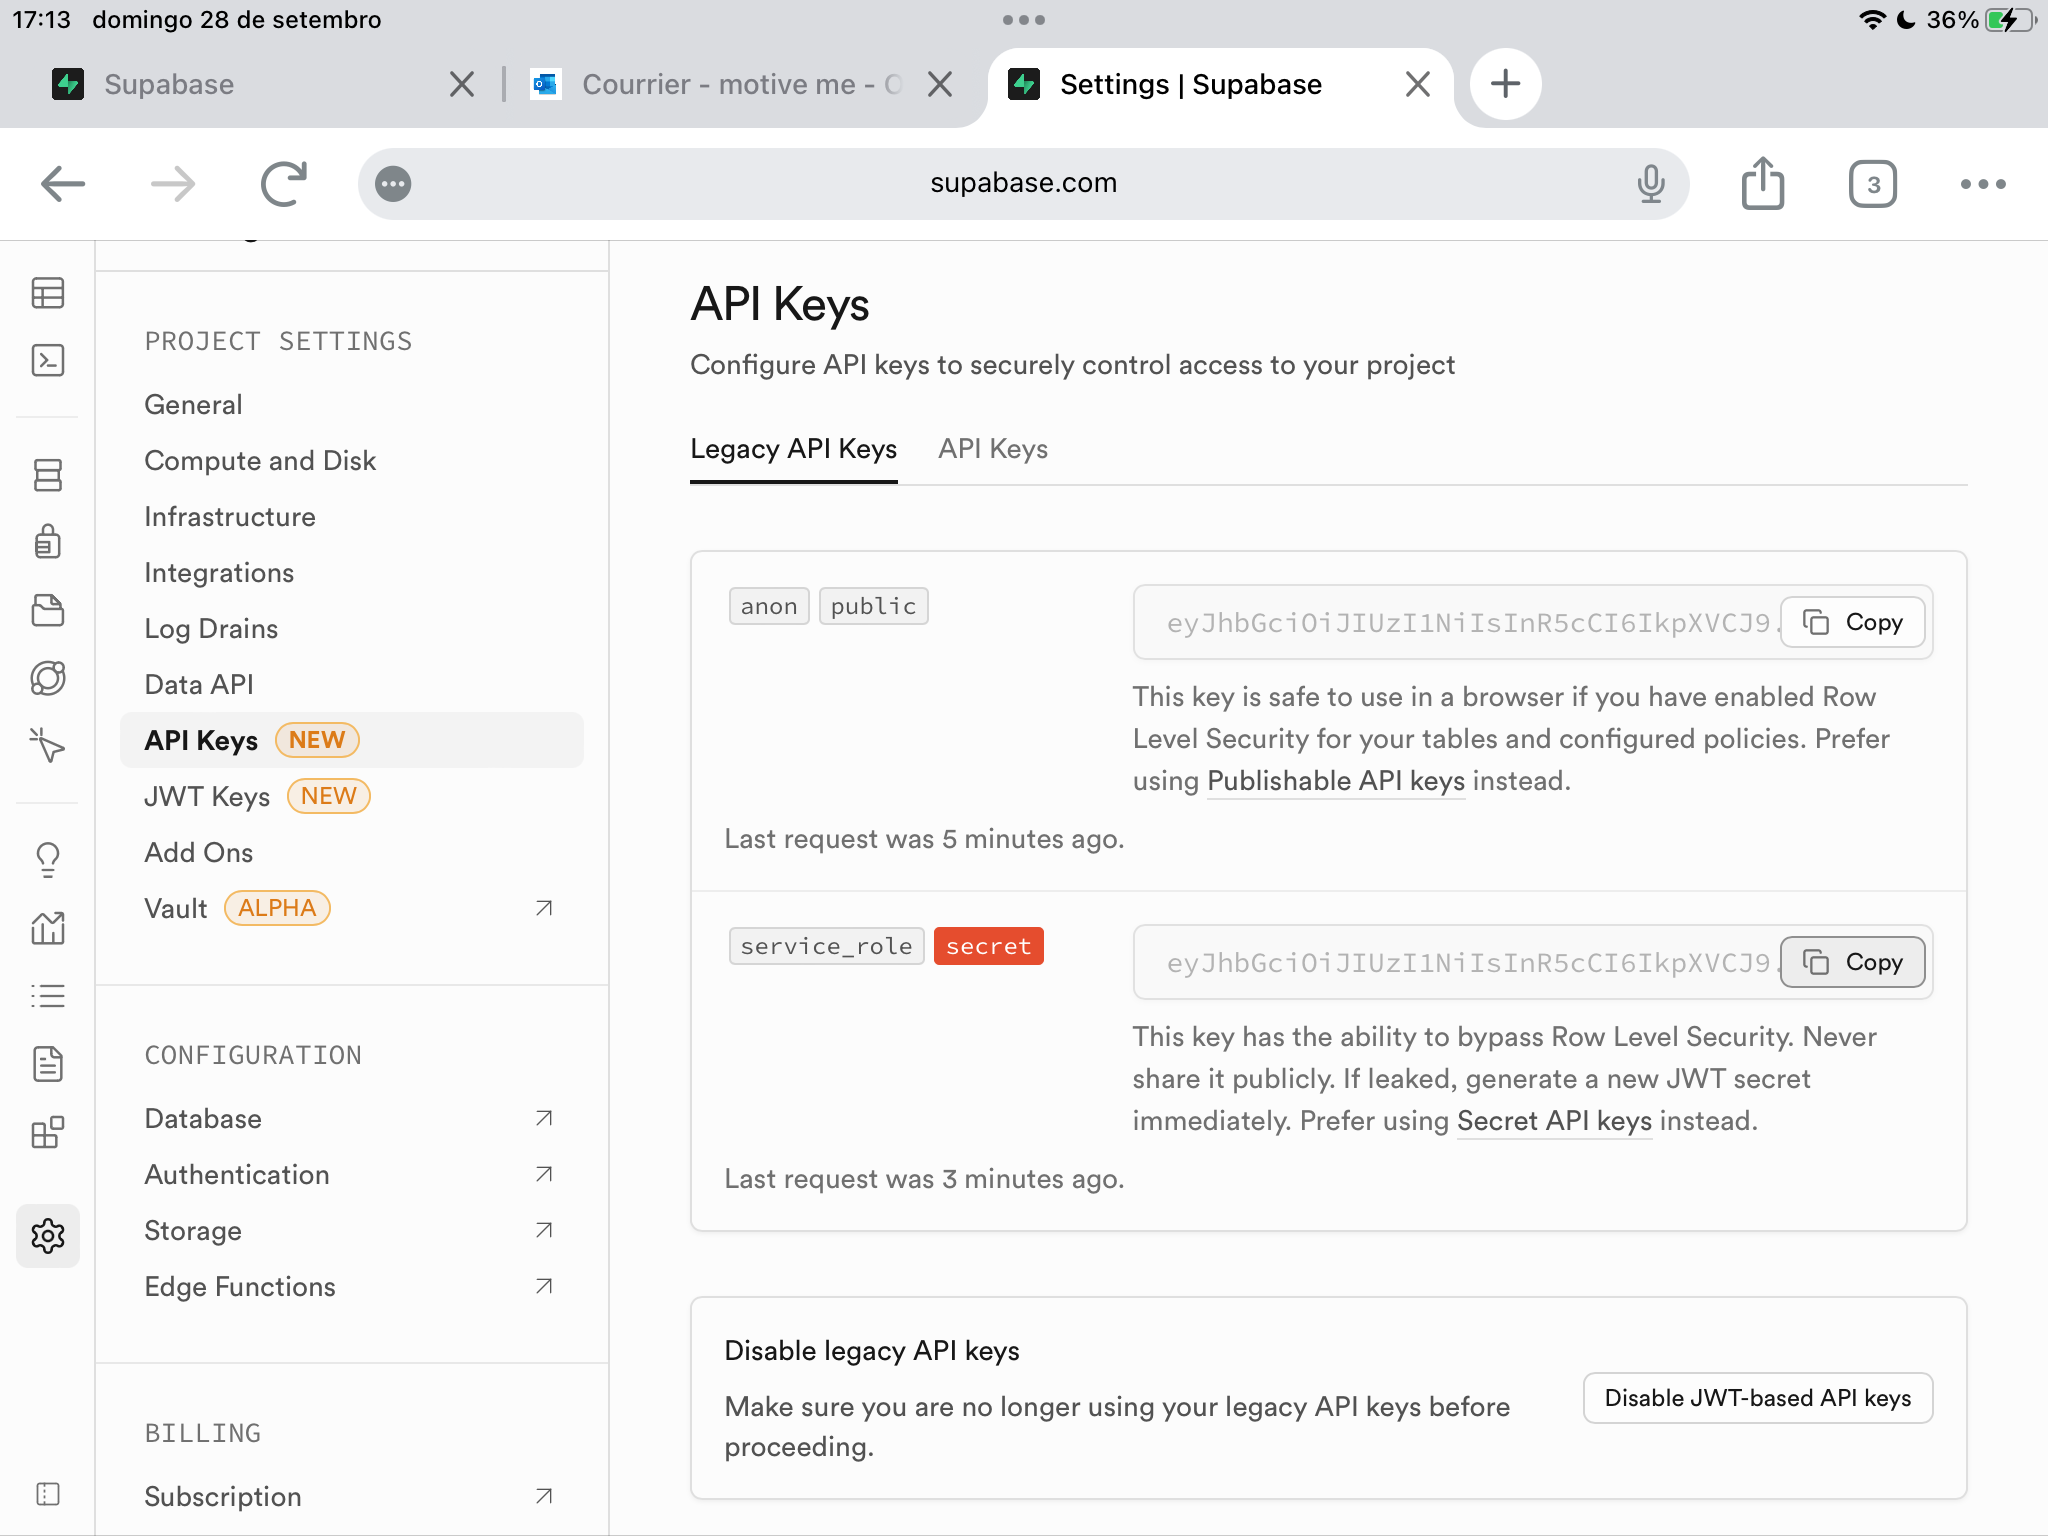 17:13 domingo 28 de setembro
36%
Supabase
Courrier - motive me - O
Settings | Supabase
supabase.com
3
PROJECT SETTINGS
General
Compute and Disk
Infrastructure
Integrations
Log Drains
Data API
API Keys NEW
JWT Keys NEW
Add Ons
Vault ALPHA
CONFIGURATION
Database
Authentication
Storage
Edge Functions
BILLING
Subscription
API Keys
Configure API keys to securely control access to your project
Legacy API Keys API Keys
anon public
eyJhbGciOiJIUzI1NiIsInR5cCI6IkpXVCJ9.
Copy
This key is safe to use in a browser if you have enabled Row
Level Security for your tables and configured policies. Prefer
using Publishable API keys instead.
Last request was 5 minutes ago.
service_role secret
eyJhbGciOiJIUzI1NiIsInR5cCI6IkpXVCJ9.
Copy
This key has the ability to bypass Row Level Security. Never
share it publicly. If leaked, generate a new JWT secret
immediately. Prefer using Secret API keys instead.
Last request was 3 minutes ago.
Disable legacy API keys
Make sure you are no longer using your legacy API keys before
proceeding.
Disable JWT-based API keys